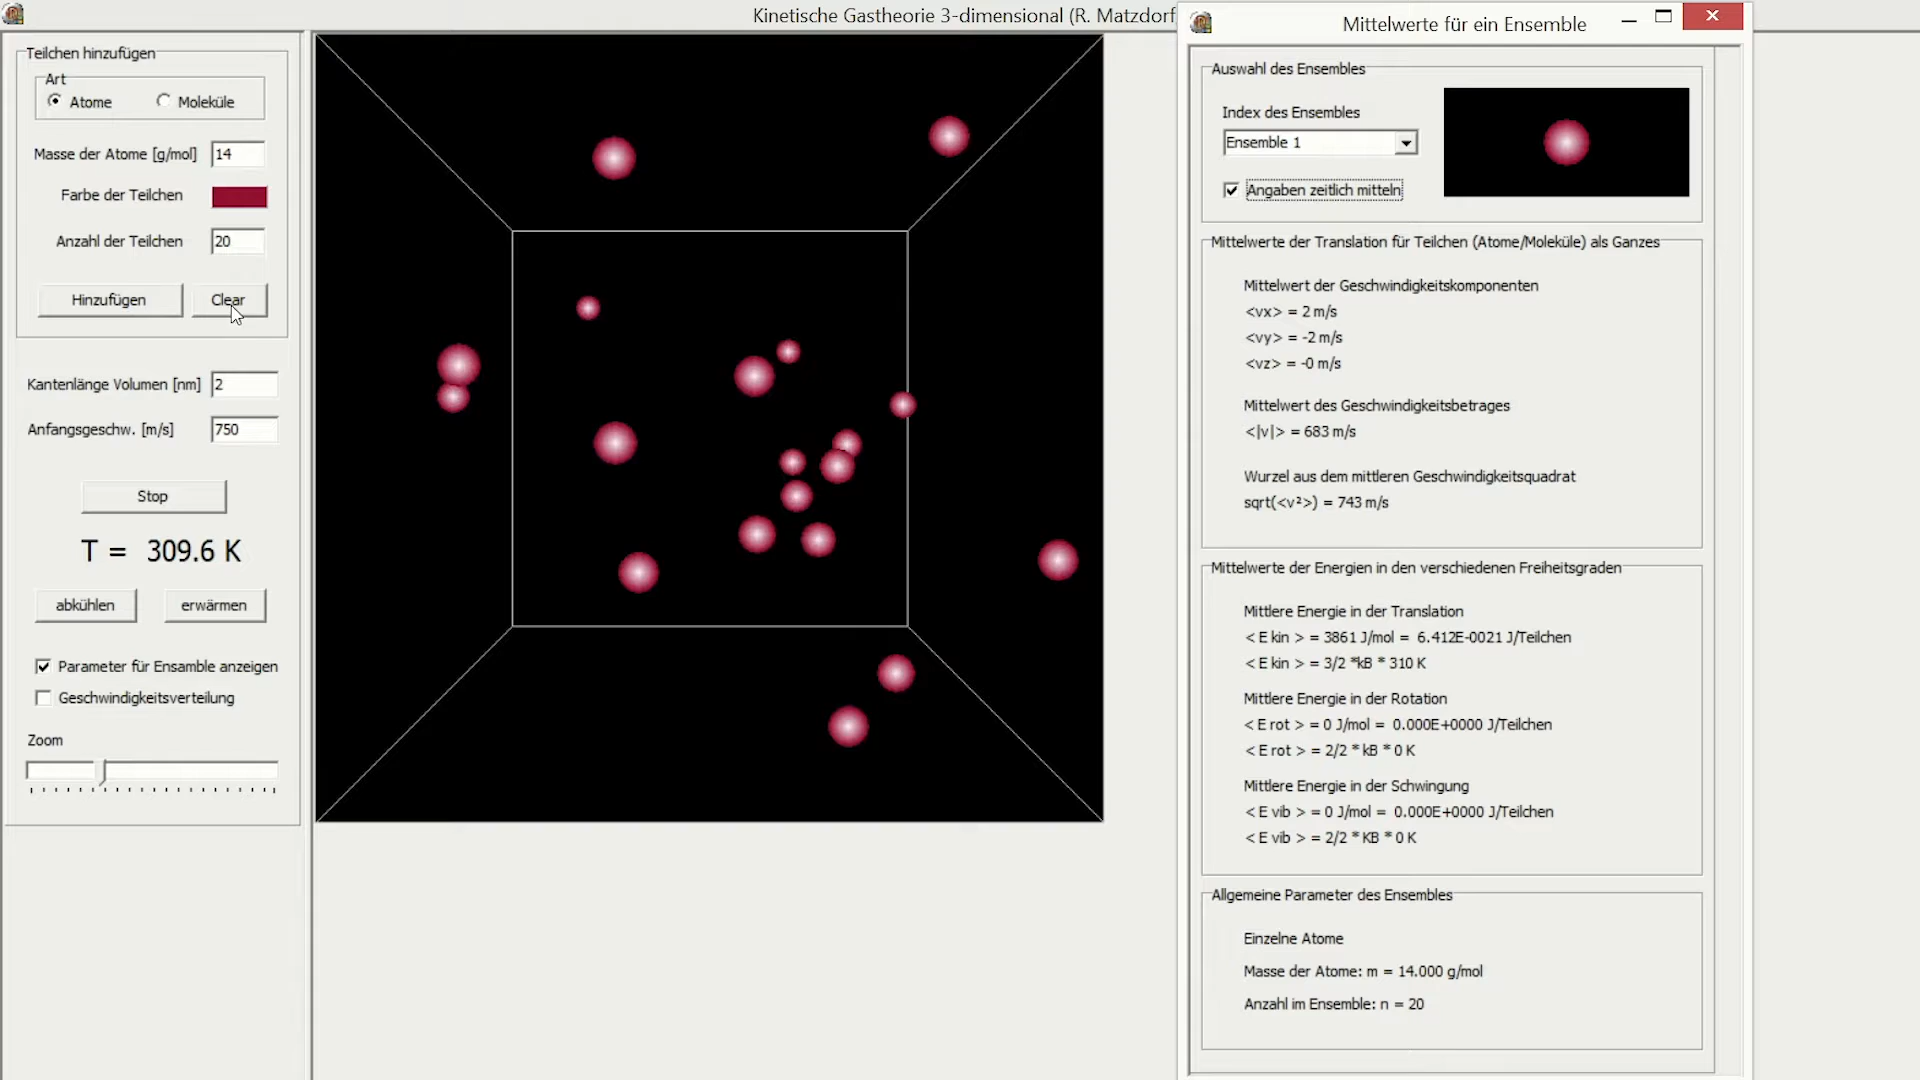 Kinetische Gastheorie 3-dimensional (R. Matzdorf
Teilchen hinzufügen
Art
Atome
Moleküle
Masse der Atome [g/mol] 14
Farbe der Teilchen
Anzahl der Teilchen 20
Hinzufügen
Clear
Kantenlänge Volumen [nm] 2
Anfangsgeschw. [m/s] 750
Stop
T = 309.6 K
abkühlen
erwärmen
Parameter für Ensamble anzeigen
Geschwindigkeitsverteilung
Zoom
Mittelwerte für ein Ensemble
Auswahl des Ensembles
Index des Ensembles
Ensemble 1
Angaben zeitlich mitteln
Mittelwerte der Translation für Teilchen (Atome/Moleküle) als Ganzes
Mittelwert der Geschwindigkeitskomponenten
<vx> = 2 m/s
<vy> = -2 m/s
<vz> = -0 m/s
Mittelwert des Geschwindigkeitsbetrages
<|v|> = 683 m/s
Wurzel aus dem mittleren Geschwindigkeitsquadrat
sqrt(<v²>) = 743 m/s
Mittelwerte der Energien in den verschiedenen Freiheitsgraden
Mittlere Energie in der Translation
< E kin > = 3861 J/mol = 6.412E-0021 J/Teilchen
< E kin > = 3/2 *kB * 310 K
Mittlere Energie in der Rotation
< E rot > = 0 J/mol = 0.000E+0000 J/Teilchen
< E rot > = 2/2 * kB * 0 K
Mittlere Energie in der Schwingung
< E vib > = 0 J/mol = 0.000E+0000 J/Teilchen
< E vib > = 2/2 * KB * 0 K
Allgemeine Parameter des Ensembles
Einzelne Atome
Masse der Atome: m = 14.000 g/mol
Anzahl im Ensemble: n = 20